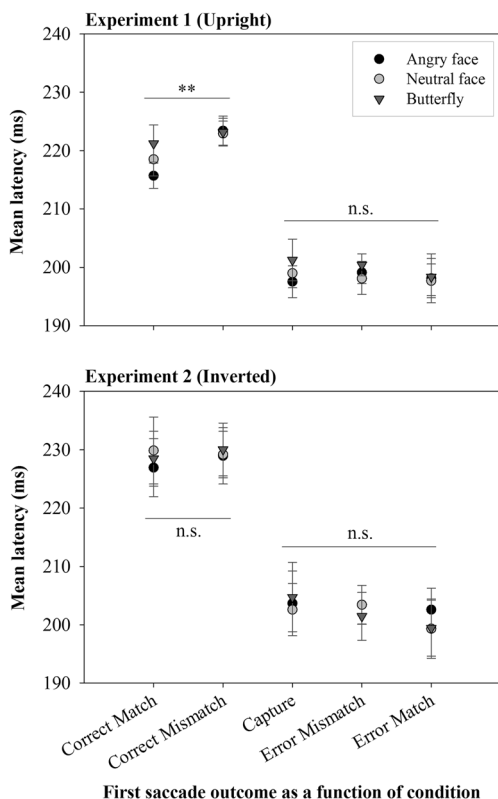 Experiment 1 (Upright)
240
230
220
210
200
190
Mean latency (ms)
Angry face
Neutral face
Butterfly
**
n.s.
Experiment 2 (Inverted)
240
230
220
210
200
190
Mean latency (ms)
n.s.
n.s.
Correct Match
Correct Mismatch
Capture
Error Mismatch
Error Match
First saccade outcome as a function of condition